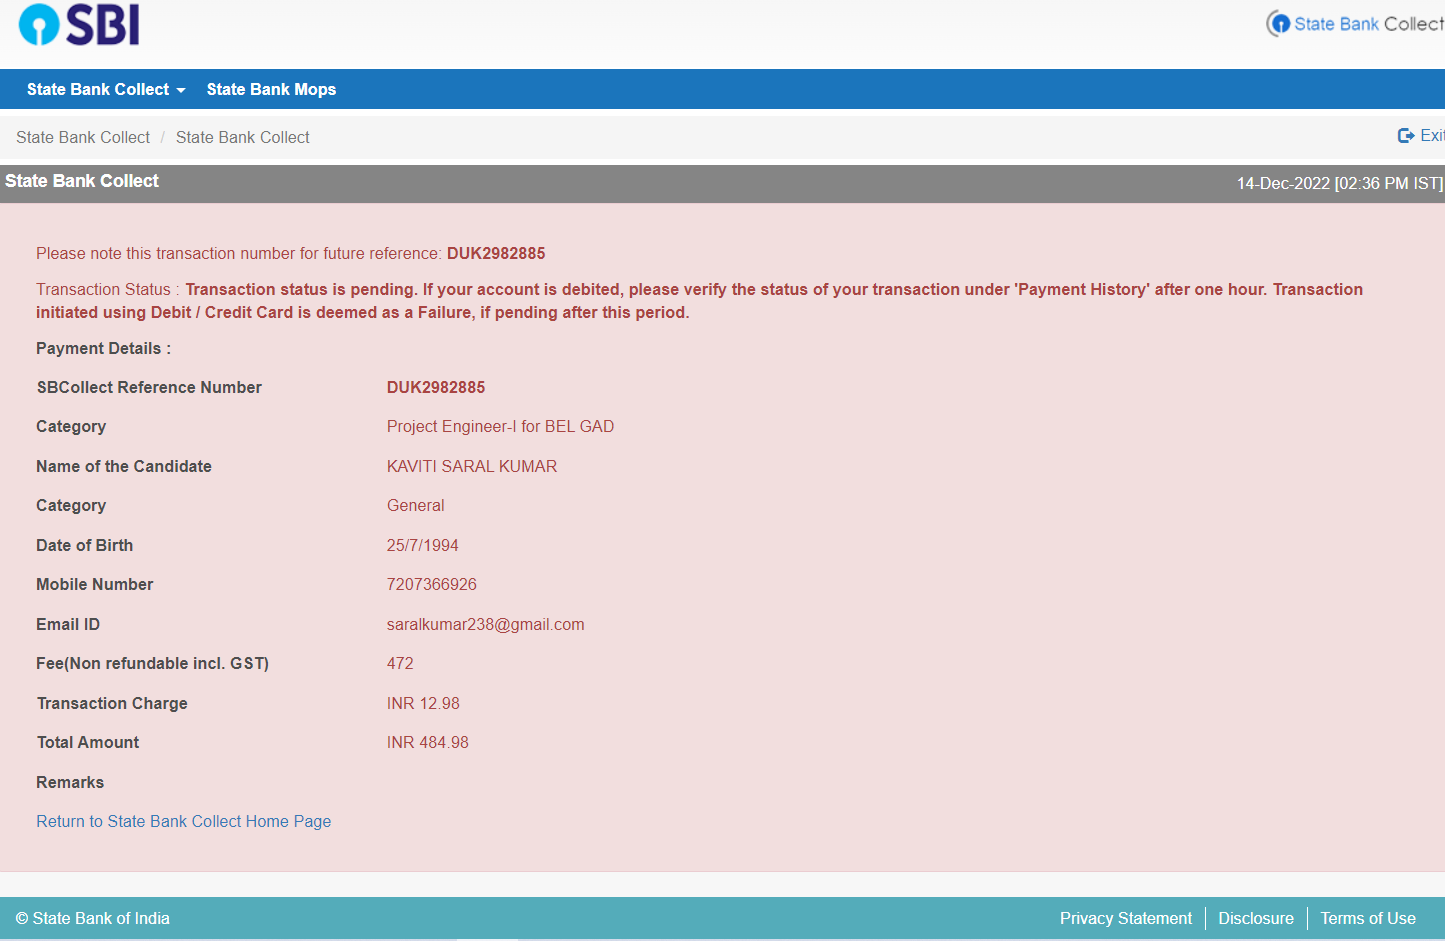 SBI
State Bank Collect
State Bank Collect State Bank Mops
State Bank Collect / State Bank Collect
Exit
State Bank Collect
14-Dec-2022 [02:36 PM IST]
Please note this transaction number for future reference: DUK2982885
Transaction Status : Transaction status is pending. If your account is debited, please verify the status of your transaction under 'Payment History' after one hour. Transaction
initiated using Debit / Credit Card is deemed as a Failure, if pending after this period.
Payment Details :
SBCollect Reference Number DUK2982885
Category Project Engineer-I for BEL GAD
Name of the Candidate KAVITI SARAL KUMAR
Category General
Date of Birth 25/7/1994
Mobile Number 7207366926
Email ID saralkumar238@gmail.com
Fee(Non refundable incl. GST) 472
Transaction Charge INR 12.98
Total Amount INR 484.98
Remarks
Return to State Bank Collect Home Page
© State Bank of India
Privacy Statement Disclosure Terms of Use